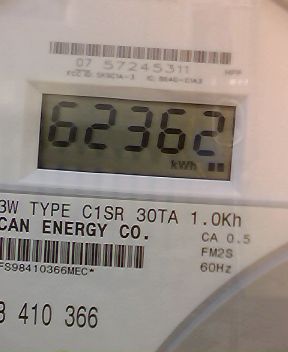 07 57245311
62362
kWh
3W TYPE C1SR 30TA 1.0Kh
CAN ENERGY CO.
CA 0.5
FM2S
60Hz
FS98410366MEC*
410 366